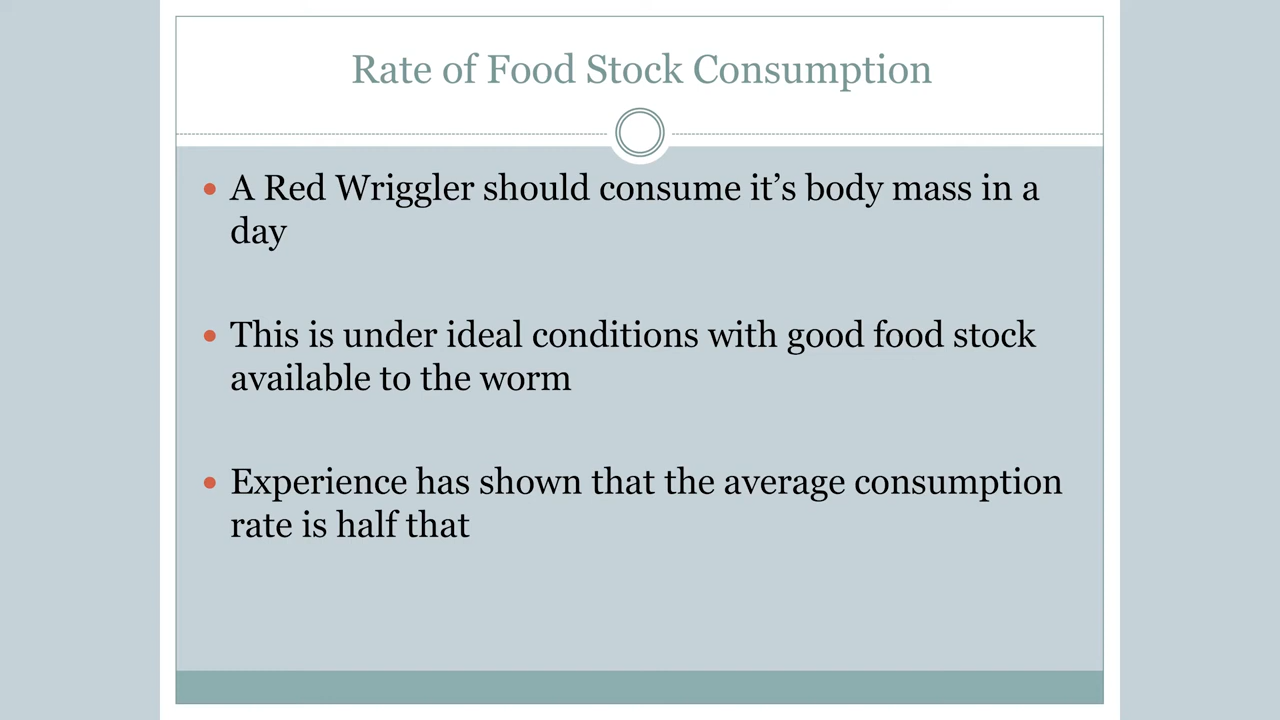 Rate of Food Stock Consumption
• A Red Wriggler should consume it’s body mass in a
day
• This is under ideal conditions with good food stock
available to the worm
• Experience has shown that the average consumption
rate is half that